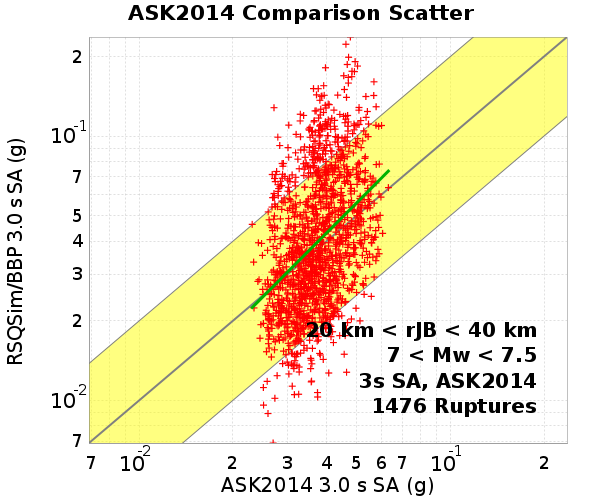 ASK2014 Comparison Scatter
RSQSim/BBP 3.0 s SA (g)
2
10-1
7
5
4
3
2
10-2
7
20 km < rJB < 40 km
7 < Mw < 7.5
3s SA, ASK2014
1476 Ruptures
7 10-2 2 3 4 5 6 7 10-1 2
ASK2014 3.0 s SA (g)